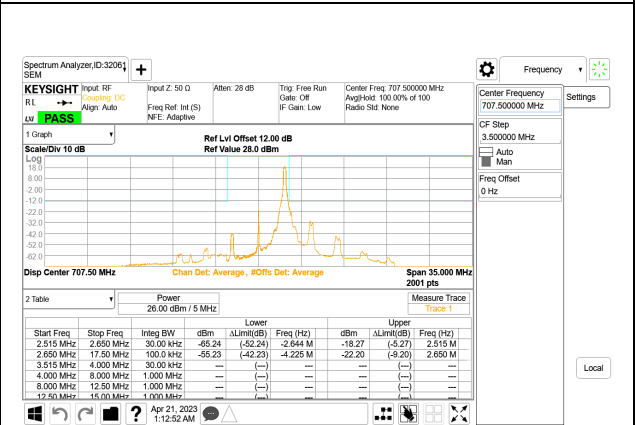 Spectrum Analyzer,ID:32061
SEM
Frequency
KEYSIGHT
Input: RF
Input Z: 50 Ω
Atten: 28 dB
Trig: Free Run
Center Freq: 707.500000 MHz
RL
Coupling: DC
Gate: Off
Avg|Hold: 100.00% of 100
Align: Auto
Freq Ref: Int (S)
IF Gain: Low
Radio Std: None
LXI
PASS
NFE: Adaptive
Center Frequency
707.500000 MHz
Settings
CF Step
3.500000 MHz
Auto
Man
Freq Offset
0 Hz
1 Graph
Ref Lvl Offset 12.00 dB
Scale/Div 10 dB
Ref Value 28.0 dBm
Log
18.0
8.00
-2.00
-12.0
-22.0
-32.0
-42.0
-52.0
-62.0
Disp Center 707.50 MHz
Chan Det: Average , #Offs Det: Average
Span 35.000 MHz
2001 pts
2 Table
Power
Measure Trace
26.00 dBm / 5 MHz
Trace 1
Lower Upper
Start Freq Stop Freq Integ BW dBm ΔLimit(dB) Freq (Hz) dBm ΔLimit(dB) Freq (Hz)
2.515 MHz 2.650 MHz 30.00 kHz -65.24 (-52.24) -2.644 M -18.27 (-5.27) 2.515 M
2.650 MHz 17.50 MHz 100.0 kHz -55.23 (-42.23) -4.225 M -22.20 (-9.20) 2.650 M
3.515 MHz 4.000 MHz 30.00 kHz --- (---) --- --- (---) ---
4.000 MHz 8.000 MHz 1.000 MHz --- (---) --- --- (---) ---
8.000 MHz 12.50 MHz 1.000 MHz --- (---) --- --- (---) ---
12.50 MHz 15.00 MHz 1.000 MHz --- (---) --- --- (---) ---
Local
?
Apr 21, 2023
1:12:52 AM